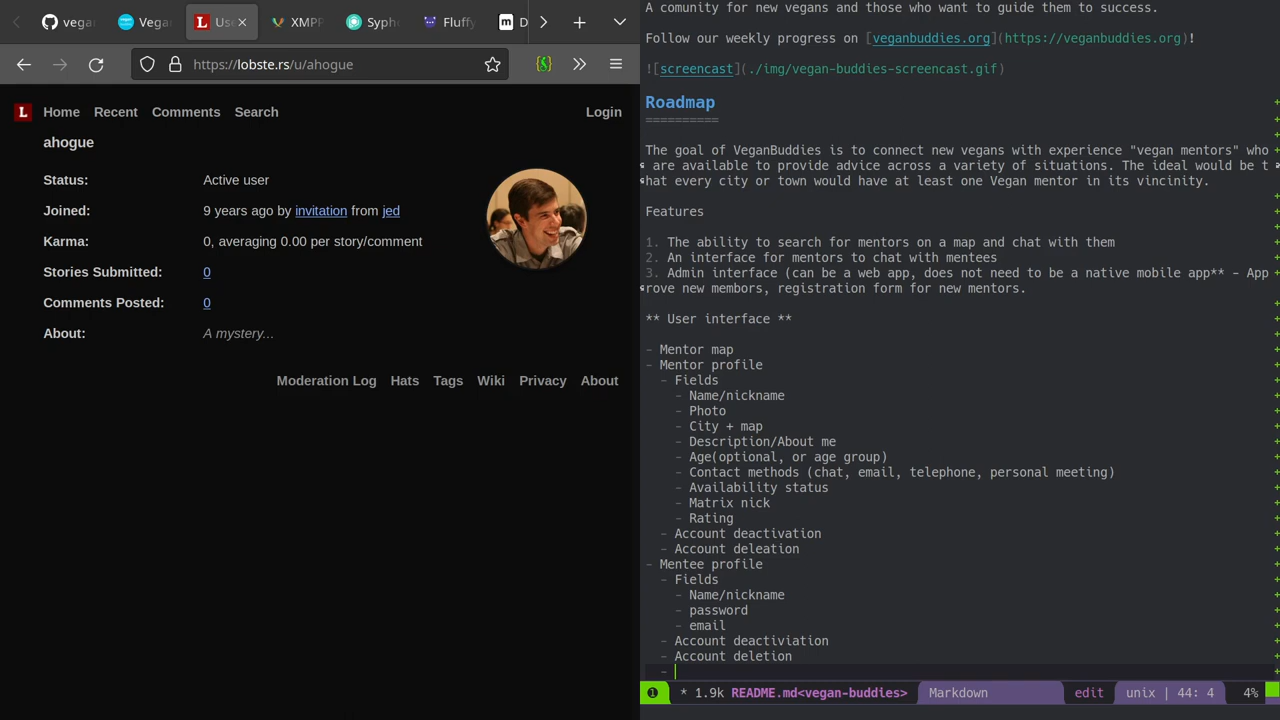 vegan
Vegan
L Use
XMPP
Sypho
Fluffy
m D
https://lobste.rs/u/ahogue
L Home Recent Comments Search Login
ahogue
Status: Active user
Joined: 9 years ago by invitation from jed
Karma: 0, averaging 0.00 per story/comment
Stories Submitted: 0
Comments Posted: 0
About: A mystery...
Moderation Log Hats Tags Wiki Privacy About
A comunity for new vegans and those who want to guide them to success.
Follow our weekly progress on [veganbuddies.org](https://veganbuddies.org)!
![screencast](./img/vegan-buddies-screencast.gif)
Roadmap
==========
The goal of VeganBuddies is to connect new vegans with experience "vegan mentors" who
are available to provide advice across a variety of situations. The ideal would be t
hat every city or town would have at least one Vegan mentor in its vincinity.
Features
1. The ability to search for mentors on a map and chat with them
2. An interface for mentors to chat with mentees
3. Admin interface (can be a web app, does not need to be a native mobile app** - App
rove new membors, registration form for new mentors.
** User interface **
- Mentor map
- Mentor profile
- Fields
- Name/nickname
- Photo
- City + map
- Description/About me
- Age(optional, or age group)
- Contact methods (chat, email, telephone, personal meeting)
- Availability status
- Matrix nick
- Rating
- Account deactivation
- Account deleation
- Mentee profile
- Fields
- Name/nickname
- password
- email
- Account deactiviation
- Account deletion
-
1 * 1.9k README.md<vegan-buddies> Markdown edit unix | 44: 4 4%